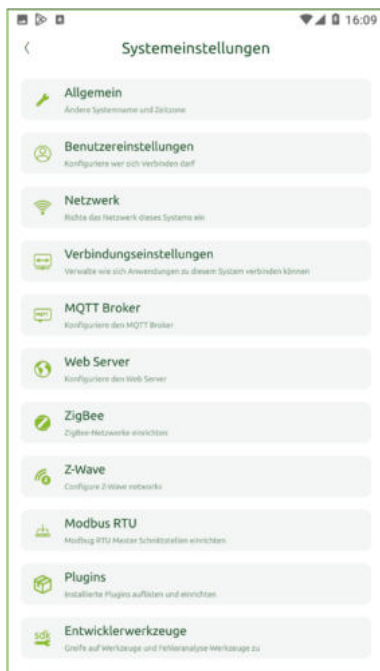 16:09
Systemeinstellungen
Allgemein
Ändere Systemname und Zeitzone
Benutzereinstellungen
Konfiguriere wer sich Verbinden darf
Netzwerk
Richte das Netzwerk dieses Systems ein
Verbindungseinstellungen
Verwalte wie sich Anwendungen zu diesem System verbinden können
MQTT
MQTT Broker
Konfiguriere den MQTT Broker
Web Server
Konfiguriere den Web Server
ZigBee
ZigBee-Netzwerke einrichten
Z-Wave
Configure Z-Wave networks
Modbus RTU
Modbug RTU Master Schnittstellen einrichten
Plugins
Installierte Plugins auflisten und einrichten
sdk
Entwicklerwerkzeuge
Greife auf Werkzeuge und Fehleranalyse Werkzeuge zu